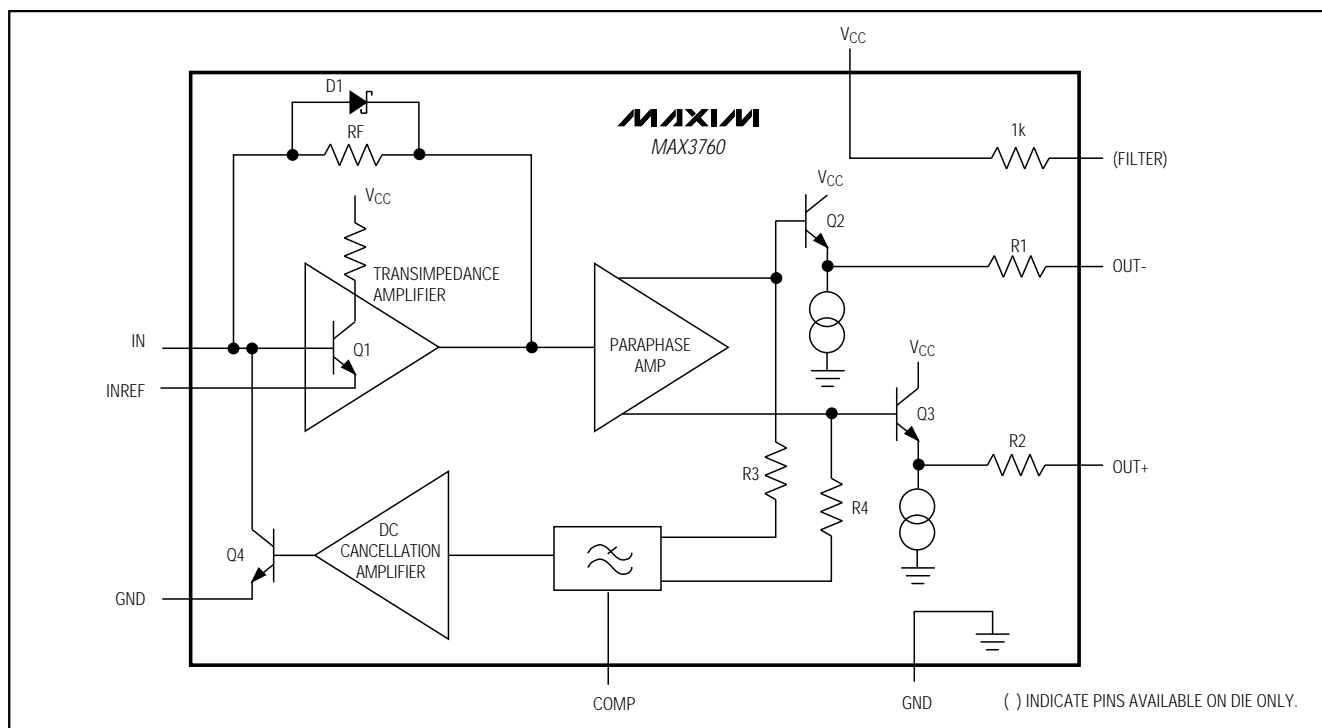 VCC
D1
RF
MAXIM
MAX3760
1k
(FILTER)
VCC
VCC
Q2
R1
OUT-
TRANSIMPEDANCE
AMPLIFIER
IN
Q1
PARAPHASE
AMP
VCC
INREF
Q3
R2
OUT+
R3
R4
DC
CANCELLATION
AMPLIFIER
Q4
GND
COMP
GND
( ) INDICATE PINS AVAILABLE ON DIE ONLY.